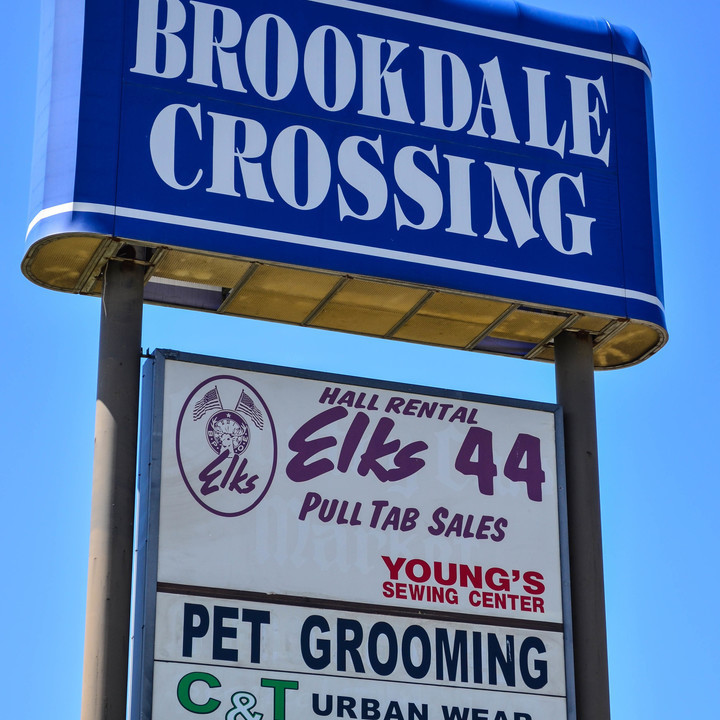 BROOKDALE
CROSSING
HALL RENTAL
Elks
Elks 44
PULL TAB SALES
YOUNG'S
SEWING CENTER
PET GROOMING
C&T URBAN WEAR